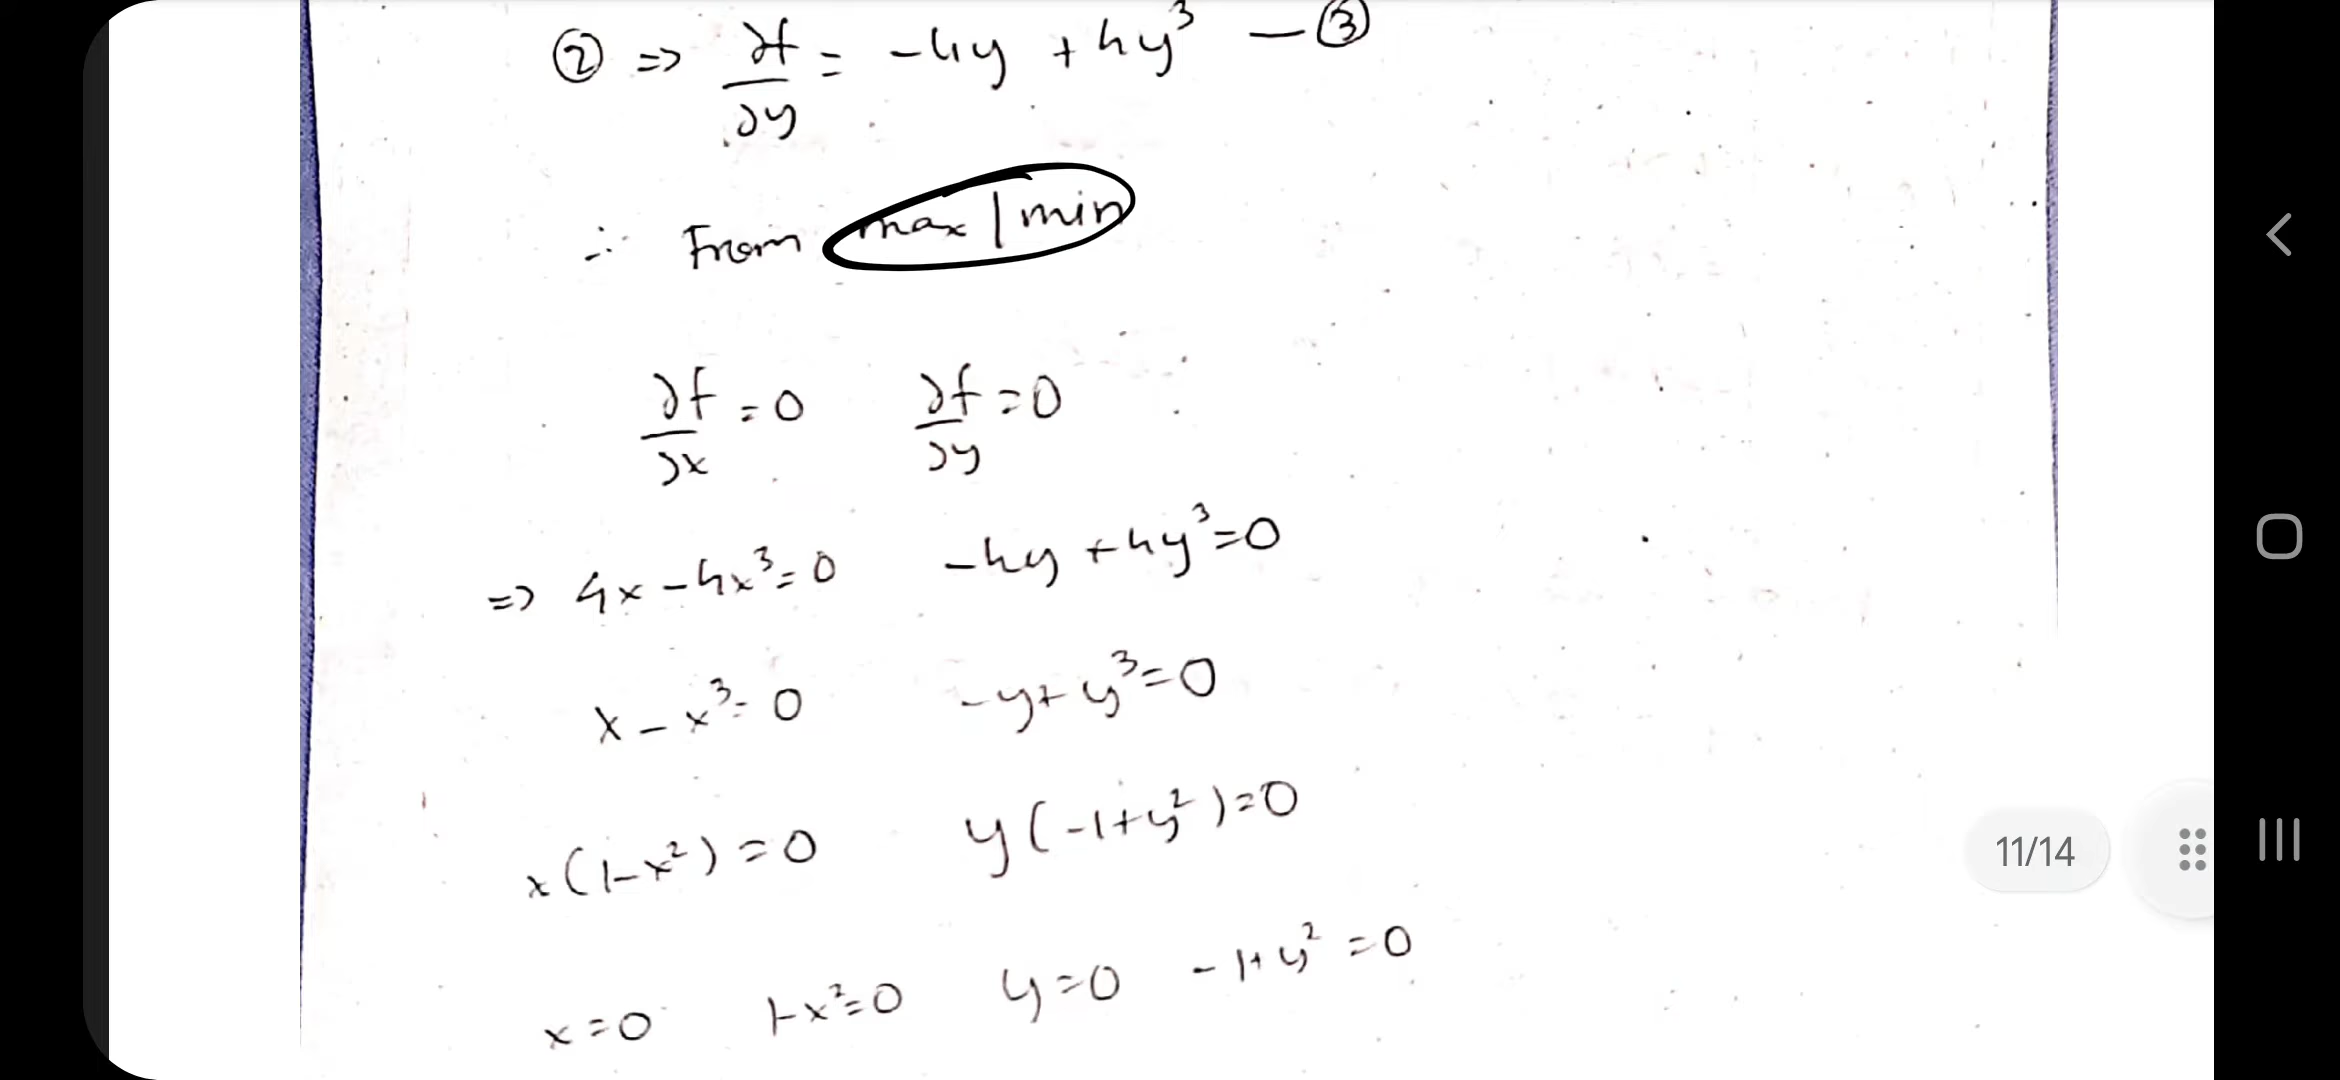 ② => ∂f/∂y = -4y + 4y³ — ③
∴ From max | min
∂f/∂x = 0 ∂f/∂y = 0
=> 4x - 4x³ = 0 -4y + 4y³ = 0
x - x³ = 0 -y + y³ = 0
x(1-x²) = 0 y(-1+y²) = 0
x = 0 1-x² = 0 y = 0 -1+y² = 0
11/14